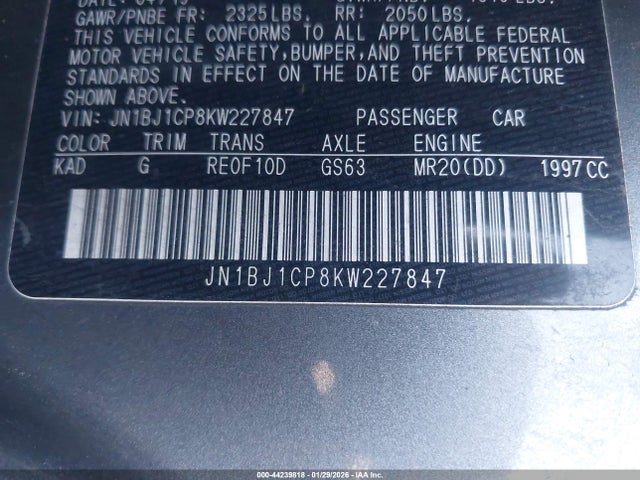 GAWR/PNBE FR: 2325LBS. RR: 2050LBS.
THIS VEHICLE CONFORMS TO ALL APPLICABLE FEDERAL
MOTOR VEHICLE SAFETY, BUMPER, AND THEFT PREVENTION
STANDARDS IN EFFECT ON THE DATE OF MANUFACTURE
SHOWN ABOVE.
VIN: JN1BJ1CP8KW227847 PASSENGER CAR
COLOR TRIM TRANS AXLE ENGINE
KAD G RE0F10D GS63 MR20(DD) 1997CC
JN1BJ1CP8KW227847
000-44239818 | 01/29/2026 | IAA Inc.